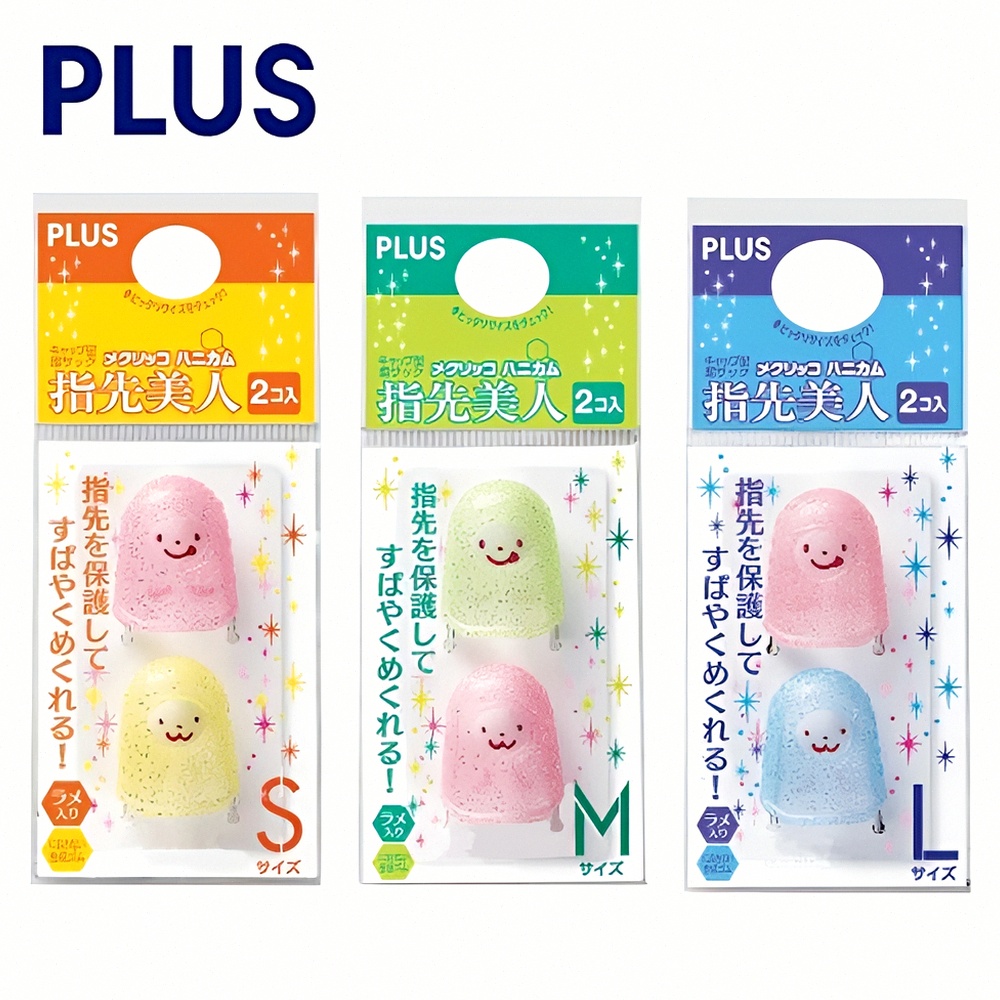 PLUS
PLUS
メクリッコ ハニカム
指先美人
2コ入
指先を保護して
すばやくめくれる！
ラメ
入り
S
サイズ
PLUS
メクリッコ ハニカム
指先美人
2コ入
指先を保護して
すばやくめくれる！
ラメ
入り
M
サイズ
PLUS
メクリッコ ハニカム
指先美人
2コ入
指先を保護して
すばやくめくれる！
ラメ
入り
L
サイズ